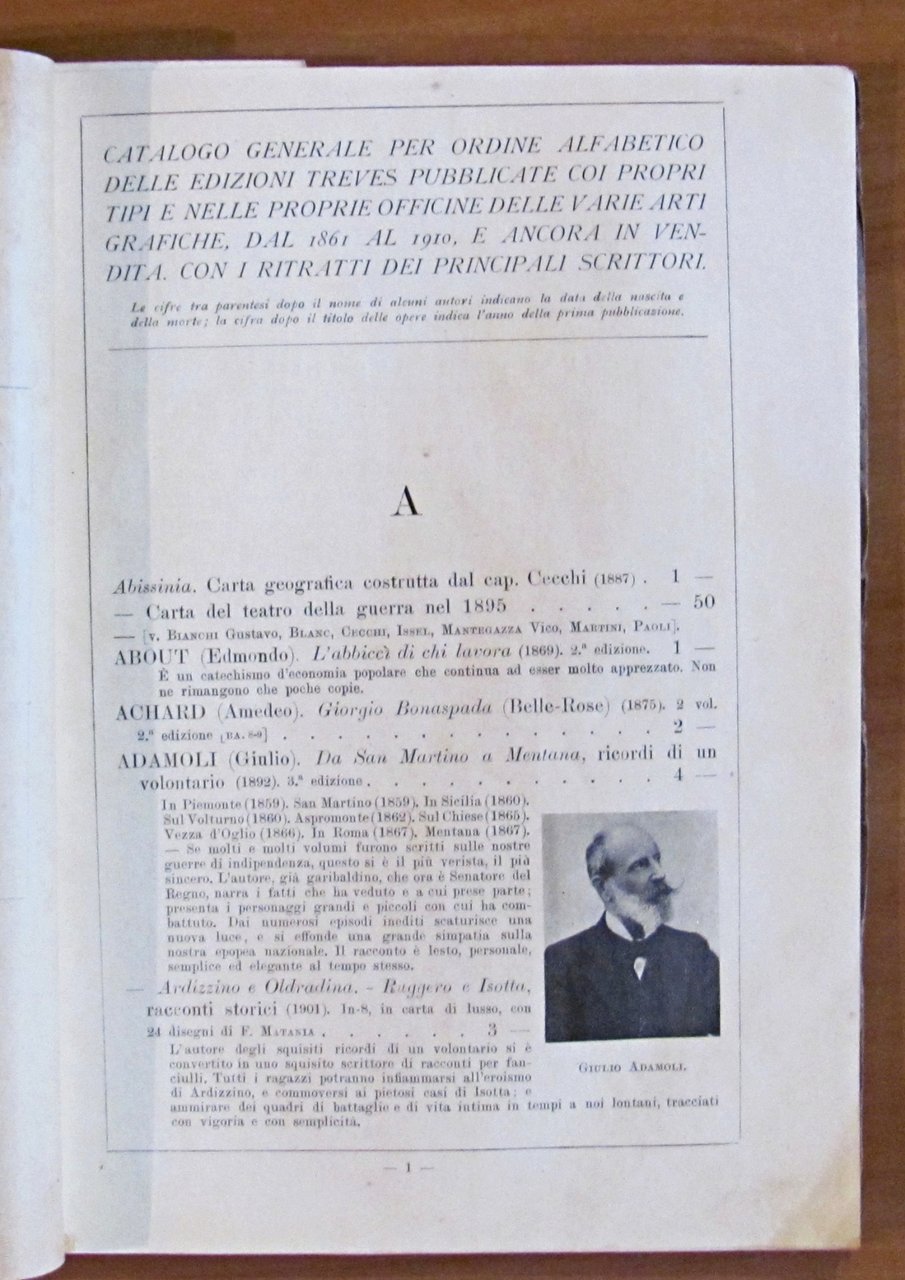 CATALOGO GENERALE PER ORDINE ALFABETICO
DELLE EDIZIONI TREVES PUBBLICATE COI PROPRI
TIPI E NELLE PROPRIE OFFICINE DELLE VARIE ARTI
GRAFICHE, DAL 1861 AL 1910, E ANCORA IN VEN-
DITA. CON I RITRATTI DEI PRINCIPALI SCRITTORI.
Le cifre tra parentesi dopo il nome di alcuni autori indicano la data della nascita e
della morte; la cifra dopo il titolo delle opere indica l'anno della prima pubblicazione.
A
Abissinia. Carta geografica costrutta dal cap. Cecchi (1887) . 1 —
— Carta del teatro della guerra nel 1895 . . . . . — 50
— [v. BIANCHI Gustavo, BLANC, CECCHI, ISSEL, MANTEGAZZA Vico, MARTINI, PAOLI].
ABOUT (Edmondo). L'abbiccì di chi lavora (1869). 2.ª edizione. 1 —
È un catechismo d'economia popolare che continua ad esser molto apprezzato. Non
ne rimangono che poche copie.
ACHARD (Amedeo). Giorgio Bonaspada (Belle-Rose) (1875). 2 vol.
2.ª edizione [BA. 8-9] . . . . . . . . . . . . . . 2 —
ADAMOLI (Giulio). Da San Martino a Mentana, ricordi di un
volontario (1892). 3.ª edizione . . . . . . . . . . . . 4 —
In Piemonte (1859). San Martino (1859). In Sicilia (1860).
Sul Volturno (1860). Aspromonte (1862). Sul Chiese (1865).
Vezza d'Oglio (1866). In Roma (1867). Mentana (1867).
— Se molti e molti volumi furono scritti sulle nostre
guerre di indipendenza, questo si è il più verista, il più
sincero. L'autore, già garibaldino, che ora è Senatore del
Regno, narra i fatti che ha veduto e a cui prese parte;
presenta i personaggi grandi e piccoli con cui ha com-
battuto. Dai numerosi episodi inediti scaturisce una
nuova luce, e si effonde una grande simpatia sulla
nostra epopea nazionale. Il racconto è lesto, personale,
semplice ed elegante al tempo stesso.
— Ardizzino e Oldradina. - Ruggero e Isotta,
racconti storici (1901). In-8, in carta di lusso, con
24 disegni di F. MATANIA . . . . . . 3 —
L'autore degli squisiti ricordi di un volontario si è
convertito in uno squisito scrittore di racconti per fan-
ciulli. Tutti i ragazzi potranno infiammarsi all'eroismo
di Ardizzino, e commoversi ai pietosi casi di Isotta; e
ammirare dei quadri di battaglie e di vita intima in tempi a noi lontani, tracciati
con vigoria e con semplicità.
GIULIO ADAMOLI.
— 1 —